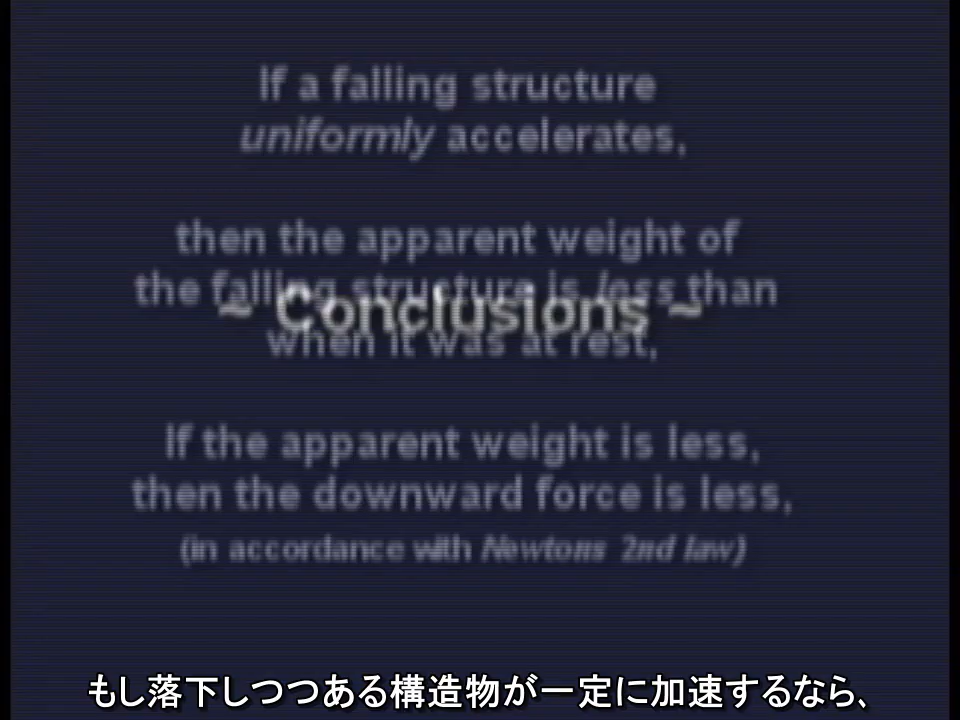 If a falling structure
uniformly accelerates,
then the apparent weight of
the falling structure is less than
~ Conclusions ~
when it was at rest,
If the apparent weight is less,
then the downward force is less,
(in accordance with Newtons 2nd law)
もし落下しつつある構造物が一定に加速するなら、